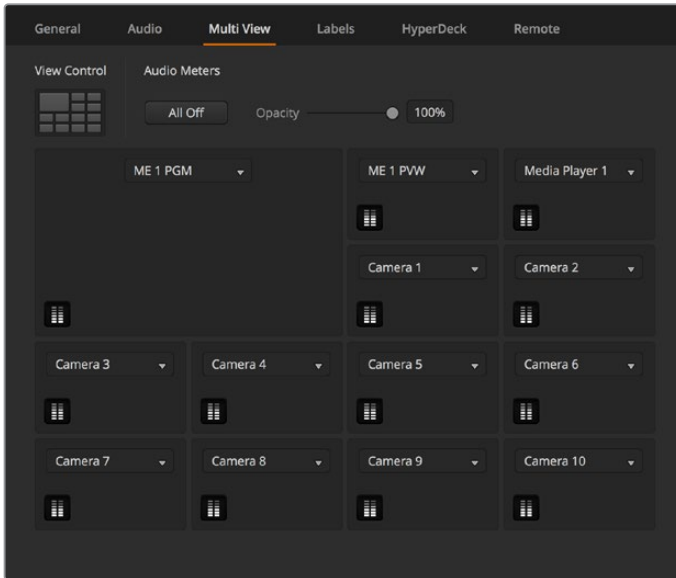 General Audio Multi View Labels HyperDeck Remote
View Control Audio Meters
All Off Opacity 100%
ME 1 PGM ME 1 PVW Media Player 1
Camera 1 Camera 2
Camera 3 Camera 4 Camera 5 Camera 6
Camera 7 Camera 8 Camera 9 Camera 10